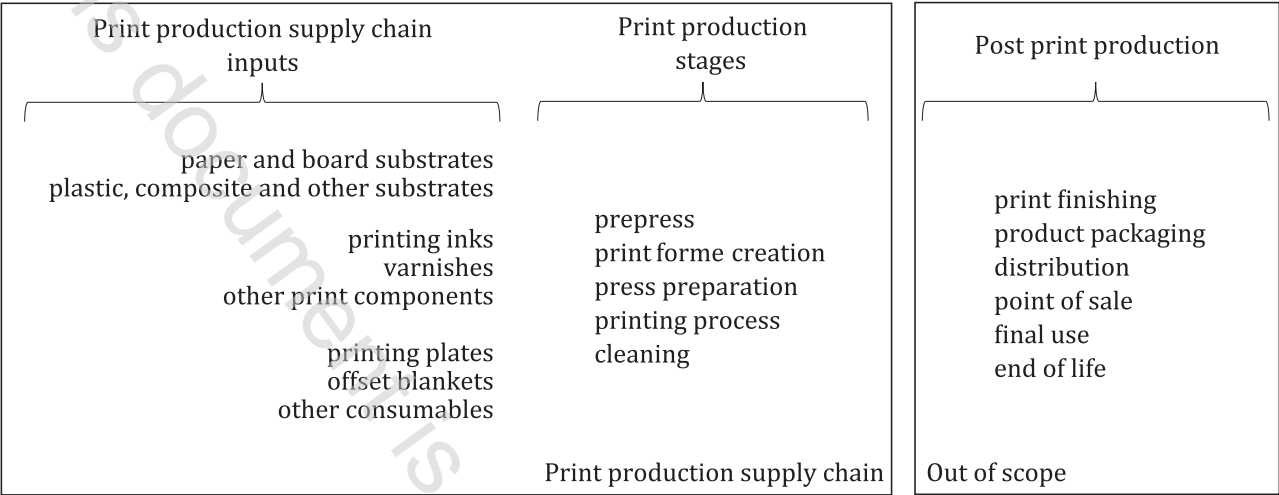 Print production supply chain
inputs
paper and board substrates
plastic, composite and other substrates
printing inks
varnishes
other print components
printing plates
offset blankets
other consumables
Print production
stages
prepress
print forme creation
press preparation
printing process
cleaning
Print production supply chain
Post print production
print finishing
product packaging
distribution
point of sale
final use
end of life
Out of scope
is document is